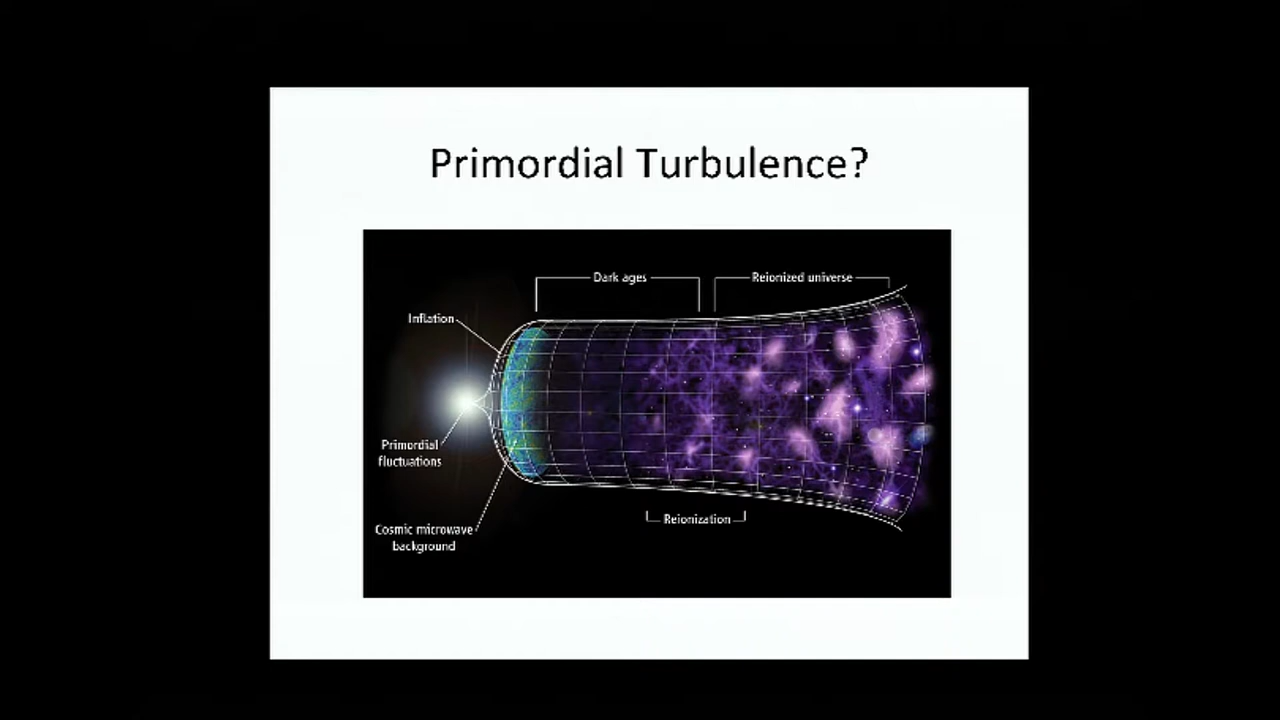 Primordial Turbulence?
Dark ages
Reionized universe
Inflation
Primordial
fluctuations
Reionization
Cosmic microwave
background